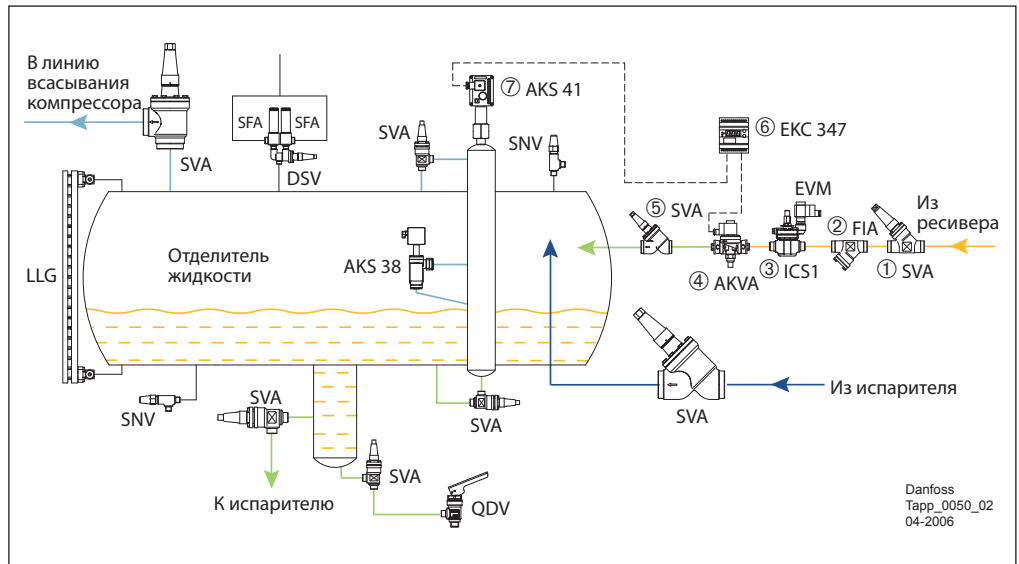 В линию
всасывания
компрессора
SVA
SFA
SFA
DSV
SVA
⑦ AKS 41
SNV
⑥ EKC 347
EVM
Из
ресивера
⑤ SVA
② FIA
④ AKVA
③ ICS1
① SVA
LLG
Отделитель
жидкости
AKS 38
Из испарителя
SVA
SNV
SVA
SVA
К испарителю
SVA
QDV
Danfoss
Tapp_0050_02
04-2006